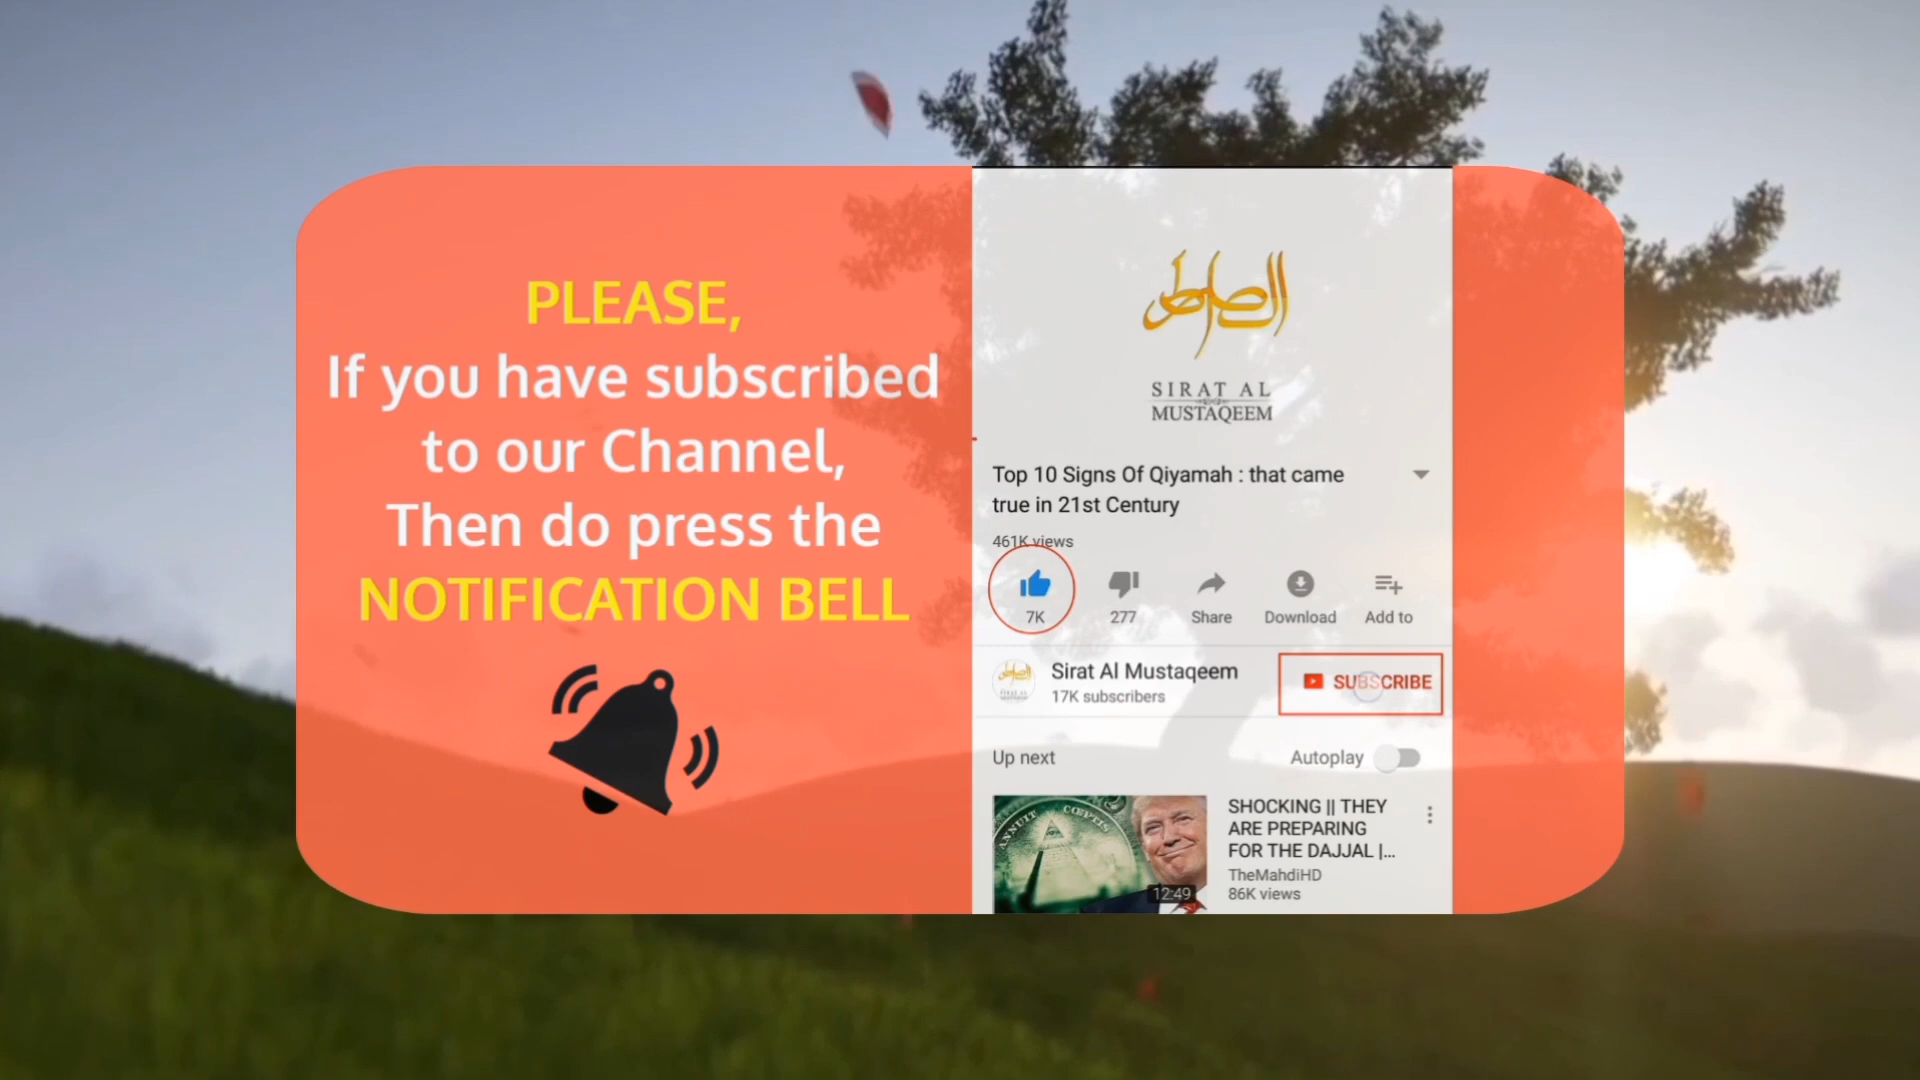 PLEASE,
If you have subscribed
to our Channel,
Then do press the
NOTIFICATION BELL
الصراط
SIRAT AL
MUSTAQEEM
Top 10 Signs Of Qiyamah : that came
true in 21st Century
461K views
7K
277
Share
Download
Add to
Sirat Al Mustaqeem
17K subscribers
SUBSCRIBE
Up next
Autoplay
ANNUIT CŒPTIS
12:49
SHOCKING || THEY
ARE PREPARING
FOR THE DAJJAL |...
TheMahdiHD
86K views